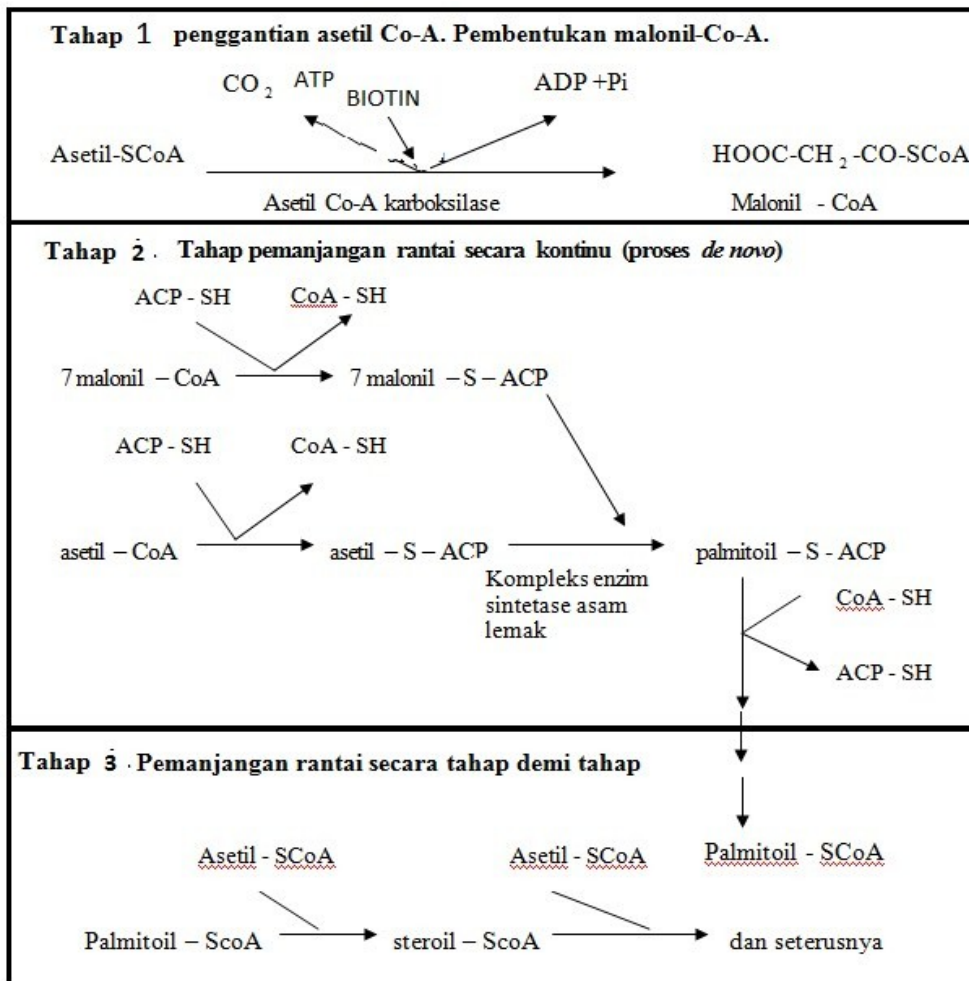 Tahap 1 penggantian asetil Co-A. Pembentukan malonil-Co-A.
CO 2 ATP BIOTIN ADP +Pi
Asetil-SCoA HOOC-CH 2 -CO-SCoA
Asetil Co-A karboksilase Malonil - CoA
Tahap 2 . Tahap pemanjangan rantai secara kontinu (proses de novo)
ACP - SH CoA - SH
7 malonil – CoA 7 malonil – S – ACP
ACP - SH CoA - SH
asetil – CoA asetil – S – ACP palmitoil – S - ACP
Kompleks enzim
sintetase asam
lemak
CoA - SH
ACP - SH
Tahap 3 . Pemanjangan rantai secara tahap demi tahap
Asetil - SCoA Asetil - SCoA Palmitoil - SCoA
Palmitoil – ScoA steroil – ScoA dan seterusnya